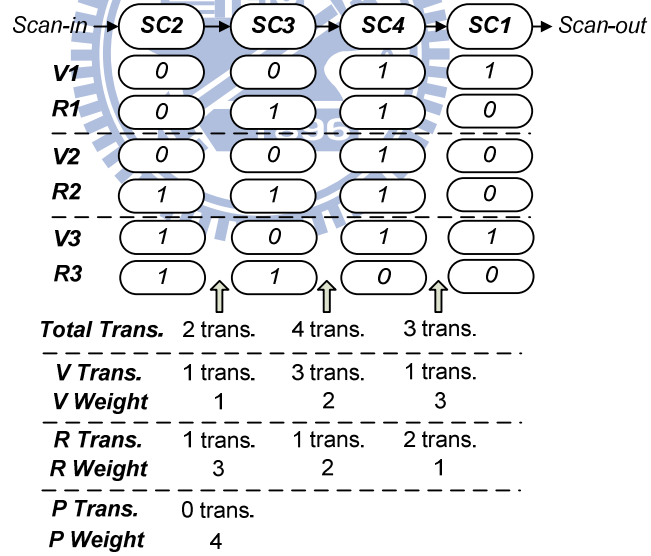 Scan-in SC2 SC3 SC4 SC1 Scan-out
V1 0 0 1 1
R1 0 1 1 0
1896
V2 0 0 1 0
R2 1 1 1 0
V3 1 0 1 1
R3 1 1 0 0
Total Trans. 2 trans. 4 trans. 3 trans.
V Trans. 1 trans. 3 trans. 1 trans.
V Weight 1 2 3
R Trans. 1 trans. 1 trans. 2 trans.
R Weight 3 2 1
P Trans. 0 trans.
P Weight 4